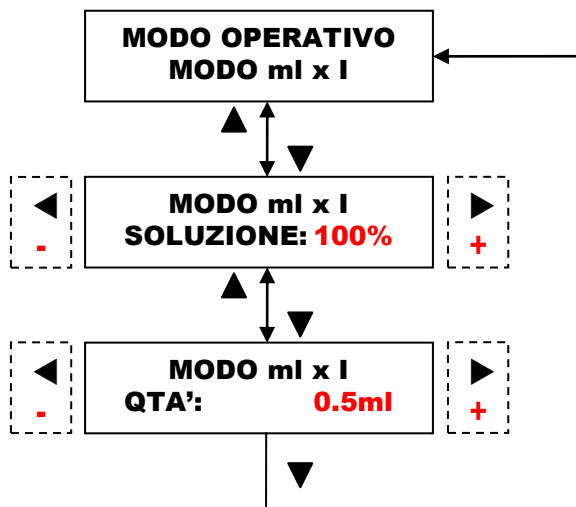 MODO OPERATIVO
MODO ml x l
MODO ml x l
- SOLUZIONE: 100% +
MODO ml x l
- QTA’: 0.5ml +